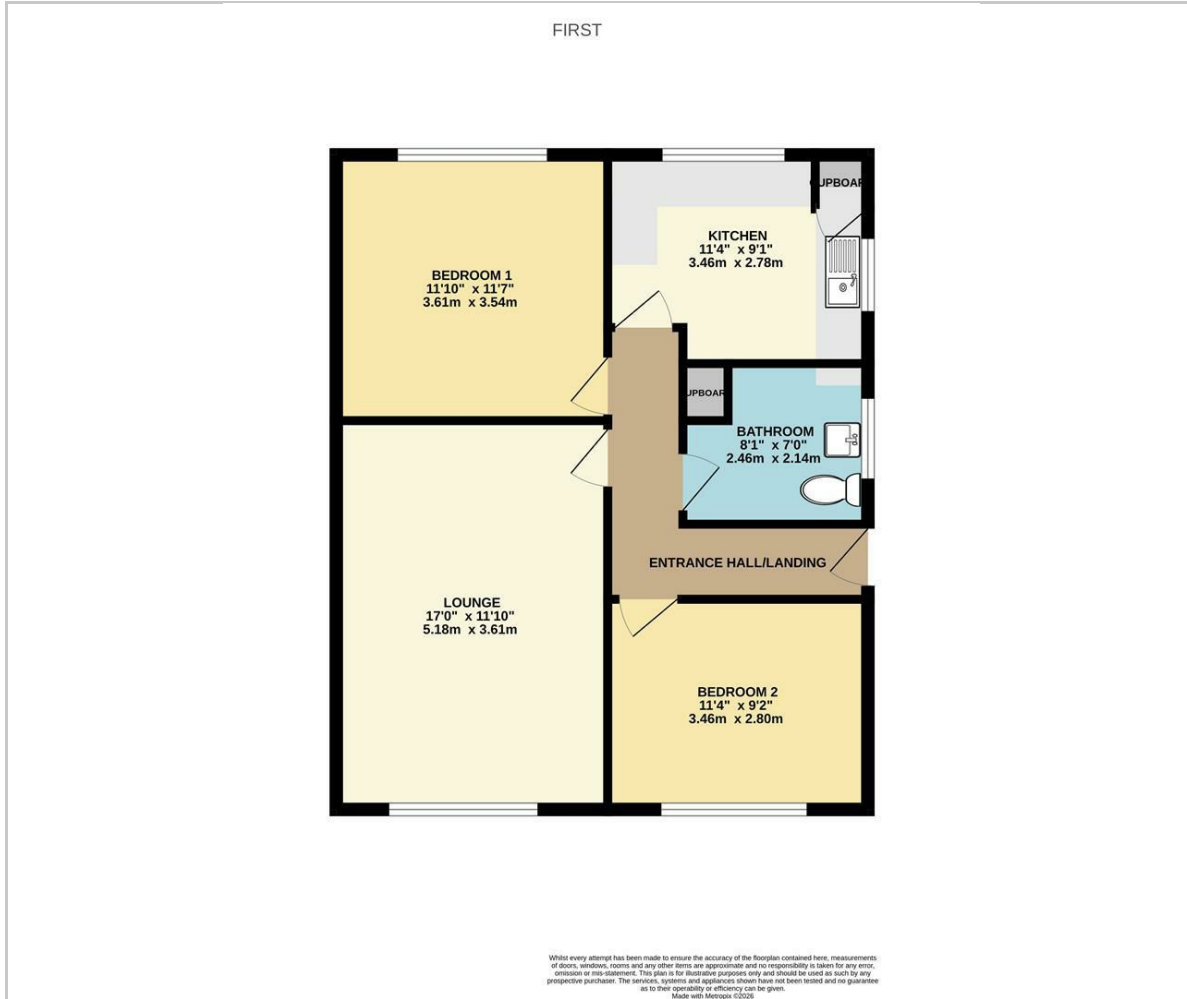 FIRST
CUPBOAR
KITCHEN
11'4" x 9'1"
3.46m x 2.78m
BEDROOM 1
11'10" x 11'7"
3.61m x 3.54m
UPBOAR
BATHROOM
8'1" x 7'0"
2.46m x 2.14m
ENTRANCE HALL/LANDING
LOUNGE
17'0" x 11'10"
5.18m x 3.61m
BEDROOM 2
11'4" x 9'2"
3.46m x 2.80m
Whilst every attempt has been made to ensure the accuracy of the floorplan contained here, measurements
of doors, windows, rooms and any other items are approximate and no responsibility is taken for any error,
omission or mis-statement. This plan is for illustrative purposes only and should be used as such by any
prospective purchaser. The services, systems and appliances shown have not been tested and no guarantee
as to their operability or efficiency can be given.
Made with Metropix ©2026